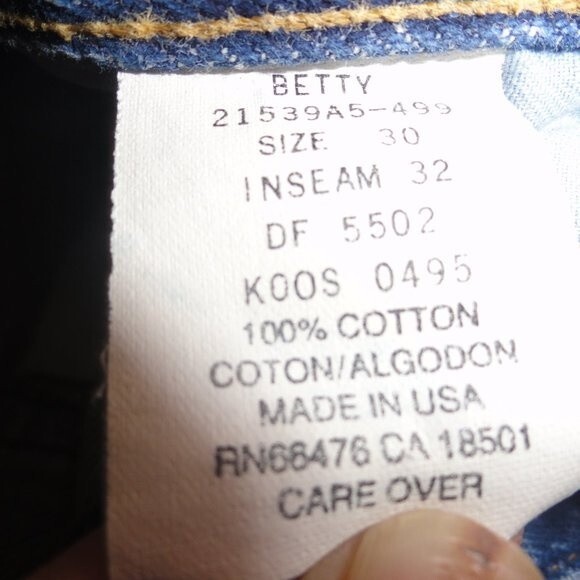 BETTY
21539A5-499
SIZE 30
INSEAM 32
DF 5502
KOOS 0495
100% COTTON
COTON/ALGODON
MADE IN USA
RN66476 CA 18501
CARE OVER